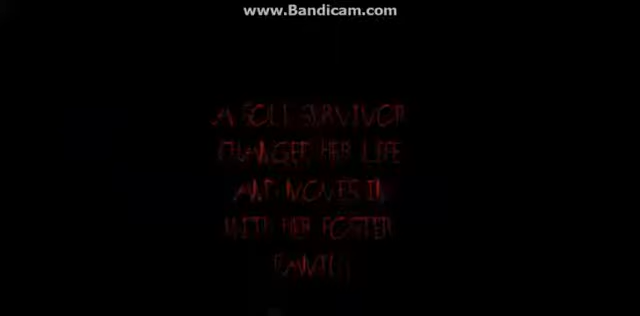 www.Bandicam.com
A SOLE SURVIVOR
CHANGED HER LIFE
AND MOVES IN
WITH HER FOSTER
FAMILY